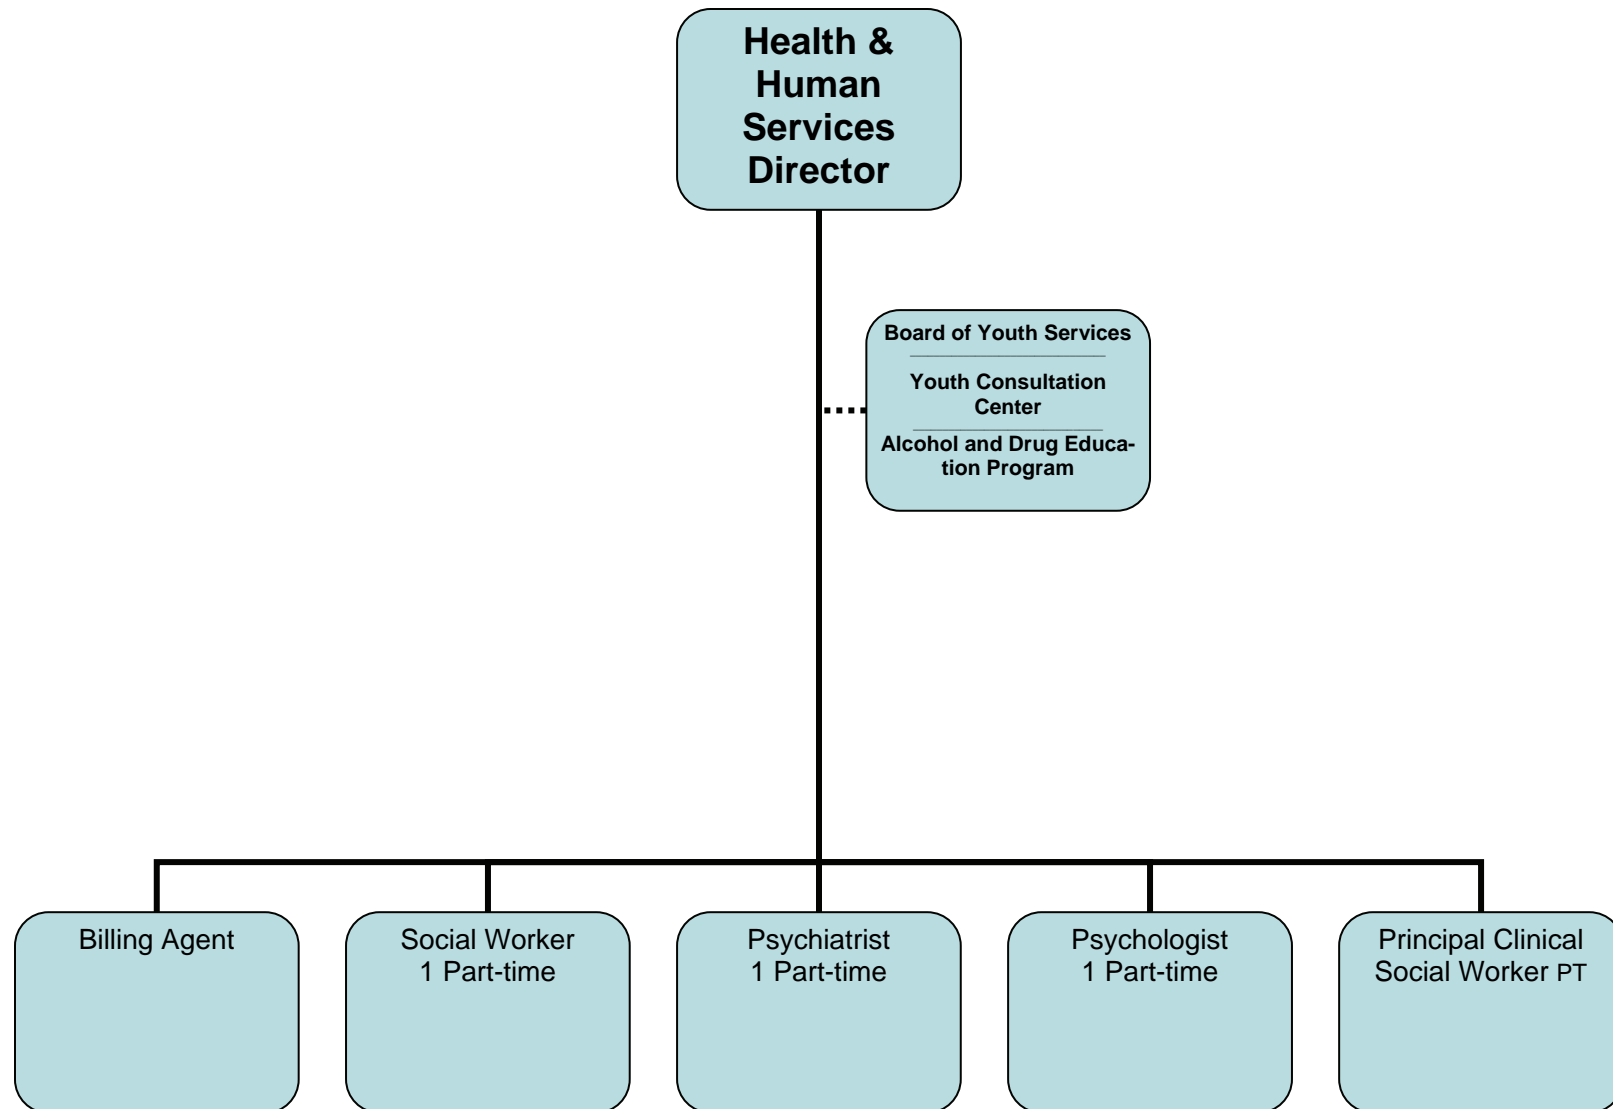 Health &
Human
Services
Director
Board of Youth Services
Youth Consultation
Center
Alcohol and Drug Educa-
tion Program
Billing Agent
Social Worker
1 Part-time
Psychiatrist
1 Part-time
Psychologist
1 Part-time
Principal Clinical
Social Worker PT